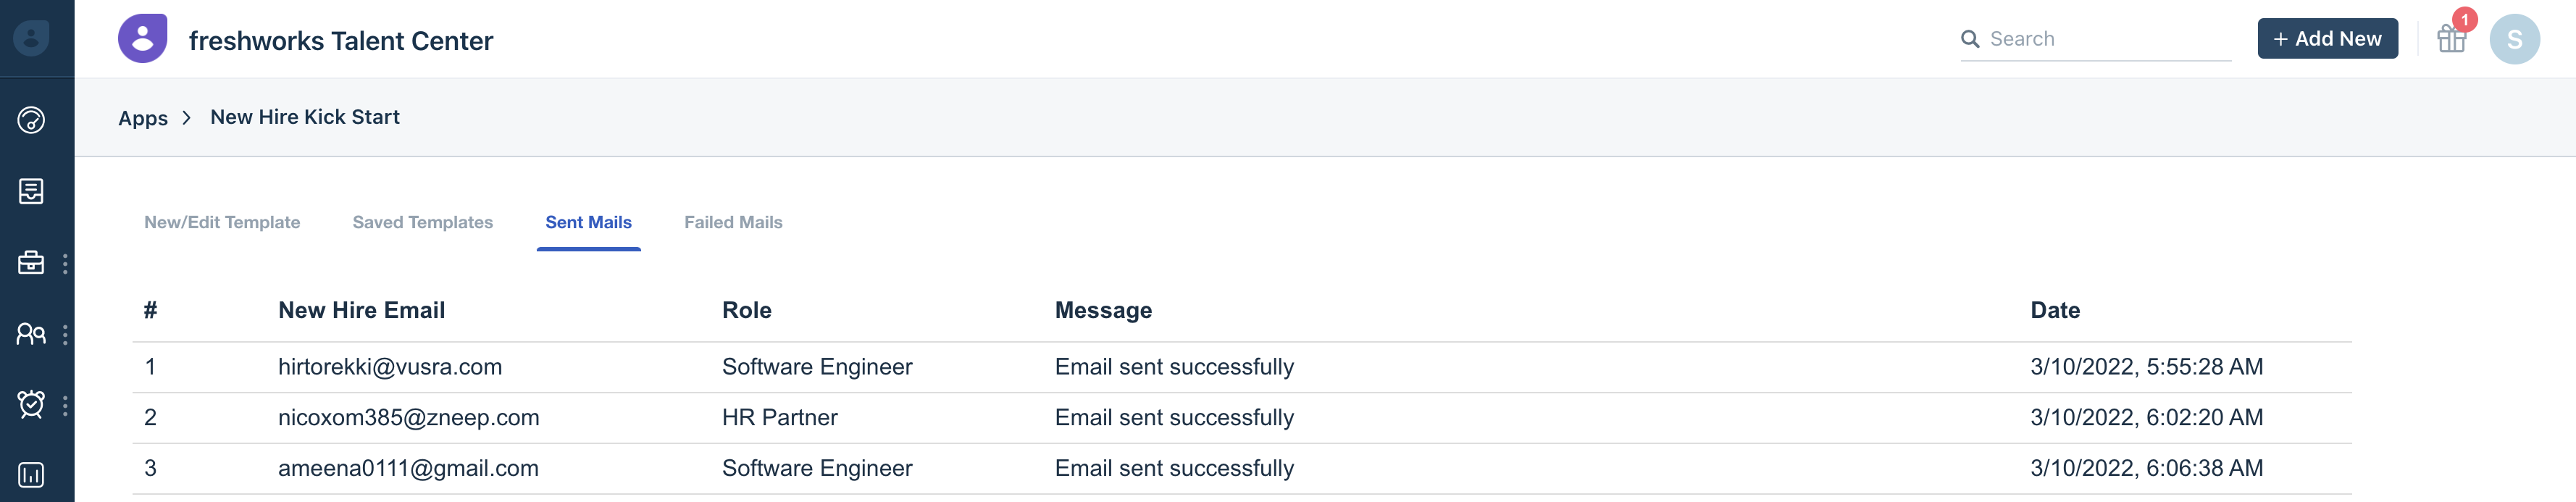 freshworks Talent Center
Search
+ Add New
1
S
Apps > New Hire Kick Start
New/Edit Template Saved Templates Sent Mails Failed Mails
# New Hire Email Role Message Date
1 hirtorekki@vusra.com Software Engineer Email sent successfully 3/10/2022, 5:55:28 AM
2 nicoxom385@zneep.com HR Partner Email sent successfully 3/10/2022, 6:02:20 AM
3 ameena0111@gmail.com Software Engineer Email sent successfully 3/10/2022, 6:06:38 AM